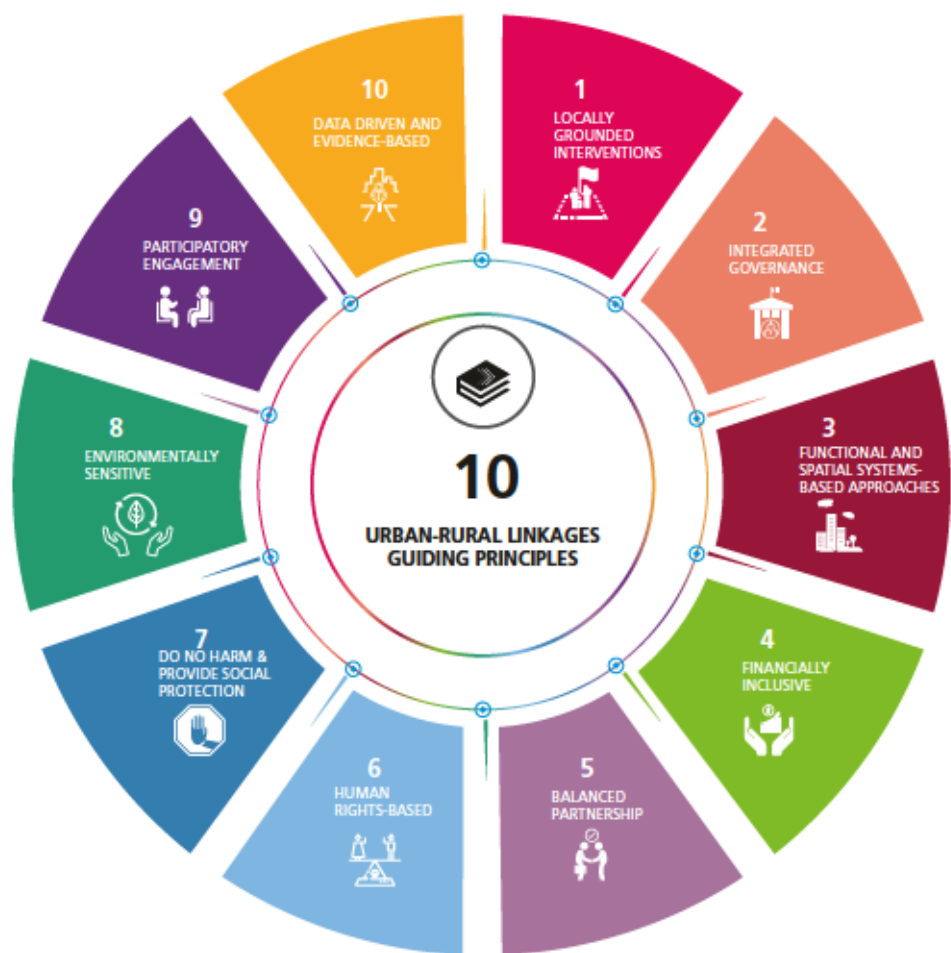 10
URBAN-RURAL LINKAGES
GUIDING PRINCIPLES
1
LOCALLY
GROUNDED
INTERVENTIONS
2
INTEGRATED
GOVERNANCE
3
FUNCTIONAL AND
SPATIAL SYSTEMS-
BASED APPROACHES
4
FINANCIALLY
INCLUSIVE
5
BALANCED
PARTNERSHIP
6
HUMAN
RIGHTS-BASED
7
DO NO HARM &
PROVIDE SOCIAL
PROTECTION
8
ENVIRONMENTALLY
SENSITIVE
9
PARTICIPATORY
ENGAGEMENT
10
DATA DRIVEN AND
EVIDENCE-BASED